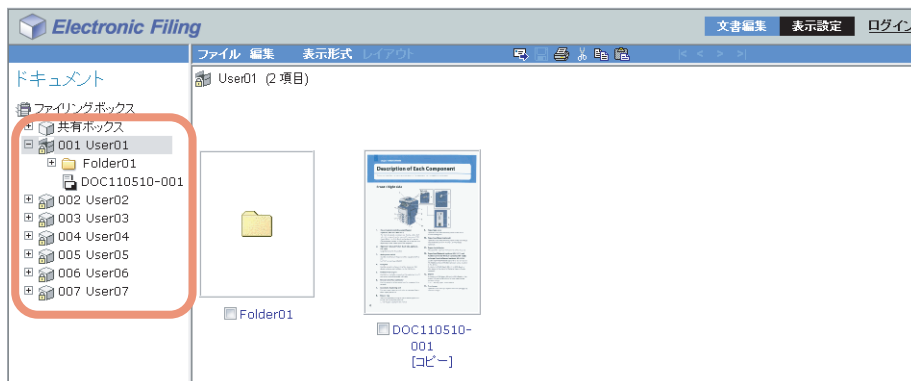 Electronic Filing
文書編集 表示設定 ログイン
ファイル 編集 表示形式 レイアウト |< < > >|
ドキュメント
User01 (2 項目)
ファイリングボックス
共有ボックス
001 User01
Folder01
DOC110510-001
002 User02
003 User03
004 User04
005 User05
006 User06
007 User07
Description of Each Component
Folder01
DOC110510-
001
[コピー]